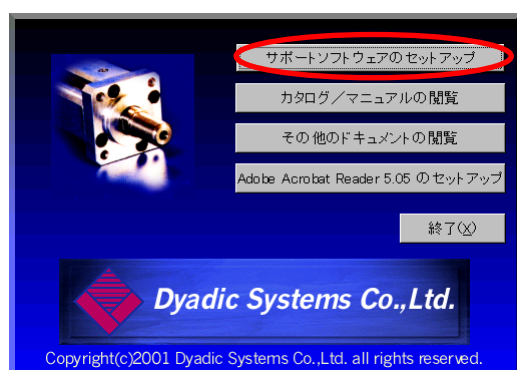 サポートソフトウェアのセットアップ
カタログ／マニュアルの閲覧
その他のドキュメントの閲覧
Adobe Acrobat Reader 5.05 のセットアップ
終了(X)
Dyadic Systems Co.,Ltd.
Copyright(c)2001 Dyadic Systems Co.,Ltd. all rights reserved.